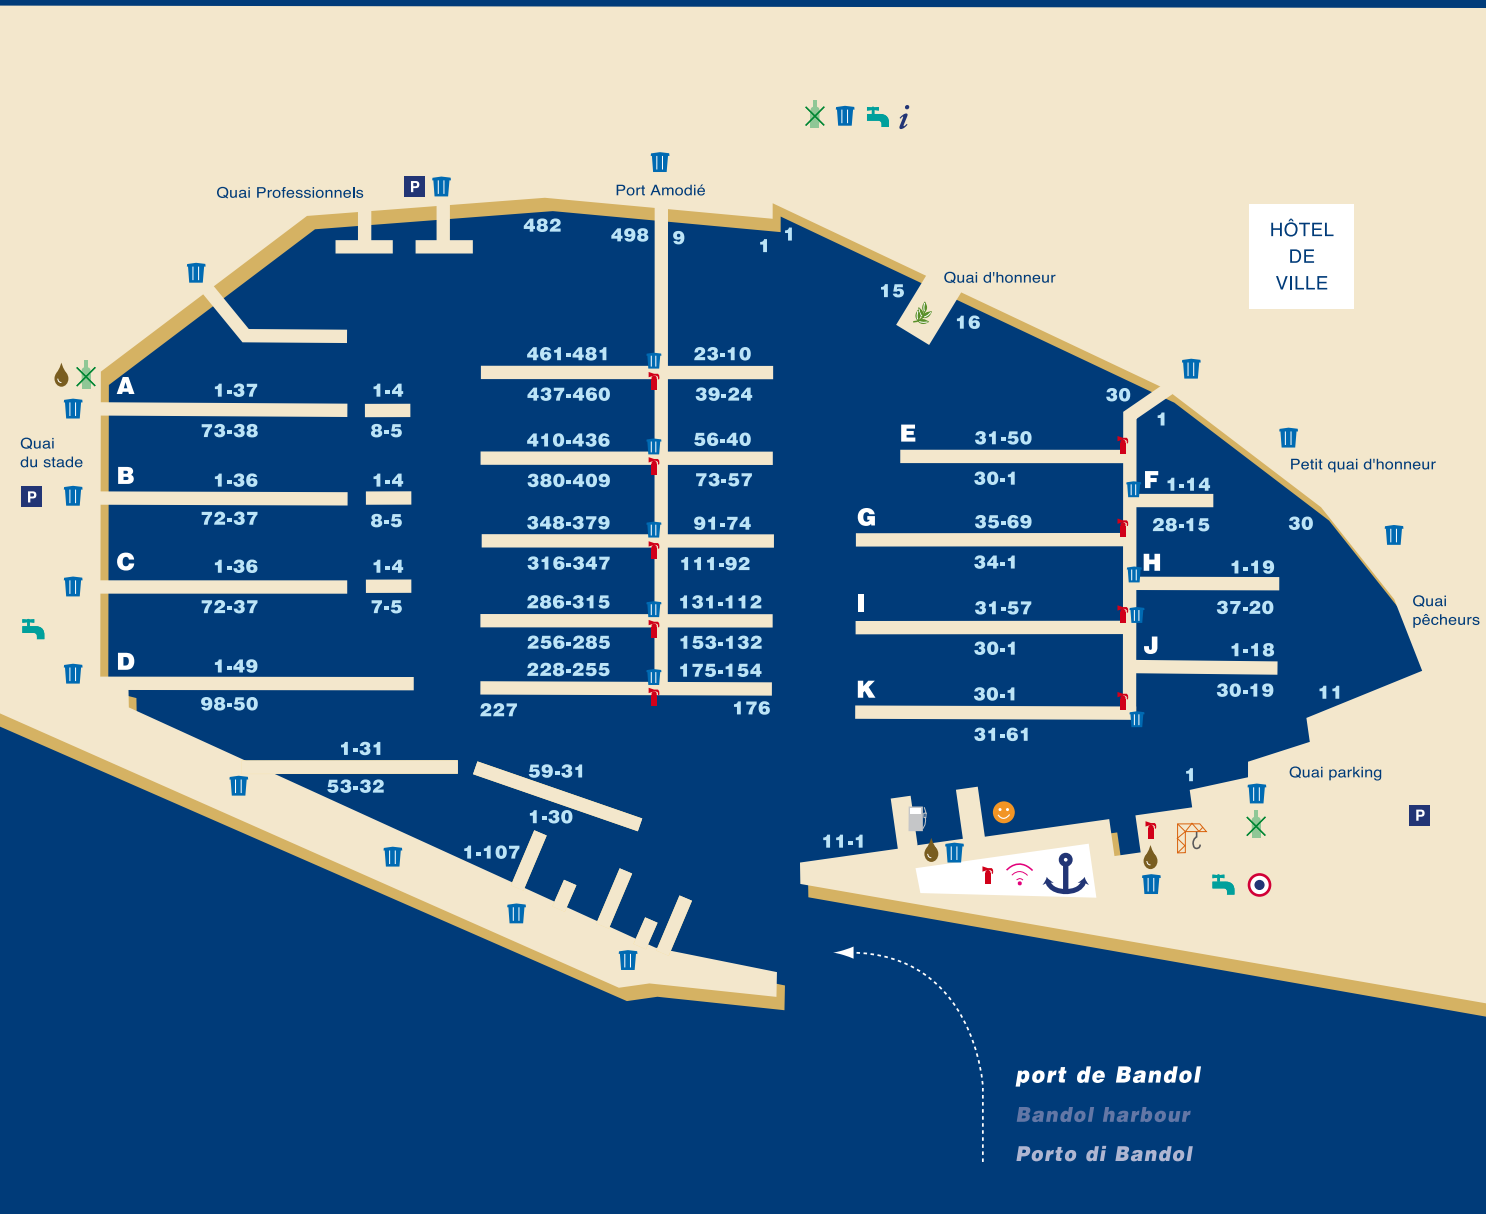 i
P
Quai Professionnels
Port Amodié
482
498
9
1
1
HÔTEL
DE
VILLE
Quai d'honneur
15
16
461-481
23-10
437-460
39-24
A
1-37
1-4
73-38
8-5
30
1
Quai
du stade
410-436
56-40
E
31-50
Petit quai d'honneur
B
1-36
1-4
380-409
73-57
30-1
F
1-14
P
72-37
8-5
348-379
91-74
G
35-69
28-15
30
C
1-36
1-4
316-347
111-92
34-1
H
1-19
72-37
7-5
286-315
131-112
I
31-57
37-20
Quai
pêcheurs
256-285
153-132
30-1
J
1-18
D
1-49
228-255
175-154
K
30-1
30-19
11
98-50
227
176
31-61
1-31
53-32
59-31
1-30
1
Quai parking
P
1-107
11-1
port de Bandol
Bandol harbour
Porto di Bandol